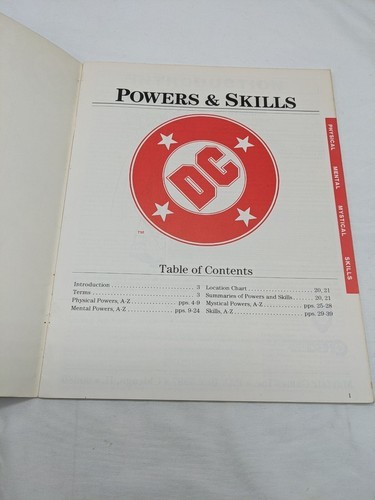 POWERS & SKILLS
DC
TM
PHYSICAL
MENTAL
MYSTICAL
SKILLS
Table of Contents
Introduction . . . . . . . . . . . . . . . . . . . . . . 3
Terms . . . . . . . . . . . . . . . . . . . . . . . . . . 3
Physical Powers, A-Z . . . . . . . . . . . . pps. 4-9
Mental Powers, A-Z . . . . . . . . . . . . pps. 9-24
Location Chart . . . . . . . . . . . . . . . . . 20, 21
Summaries of Powers and Skills . . . . . . 20, 21
Mystical Powers, A-Z . . . . . . . . . . . pps. 25-28
Skills, A-Z . . . . . . . . . . . . . . . . . . pps. 29-39
1